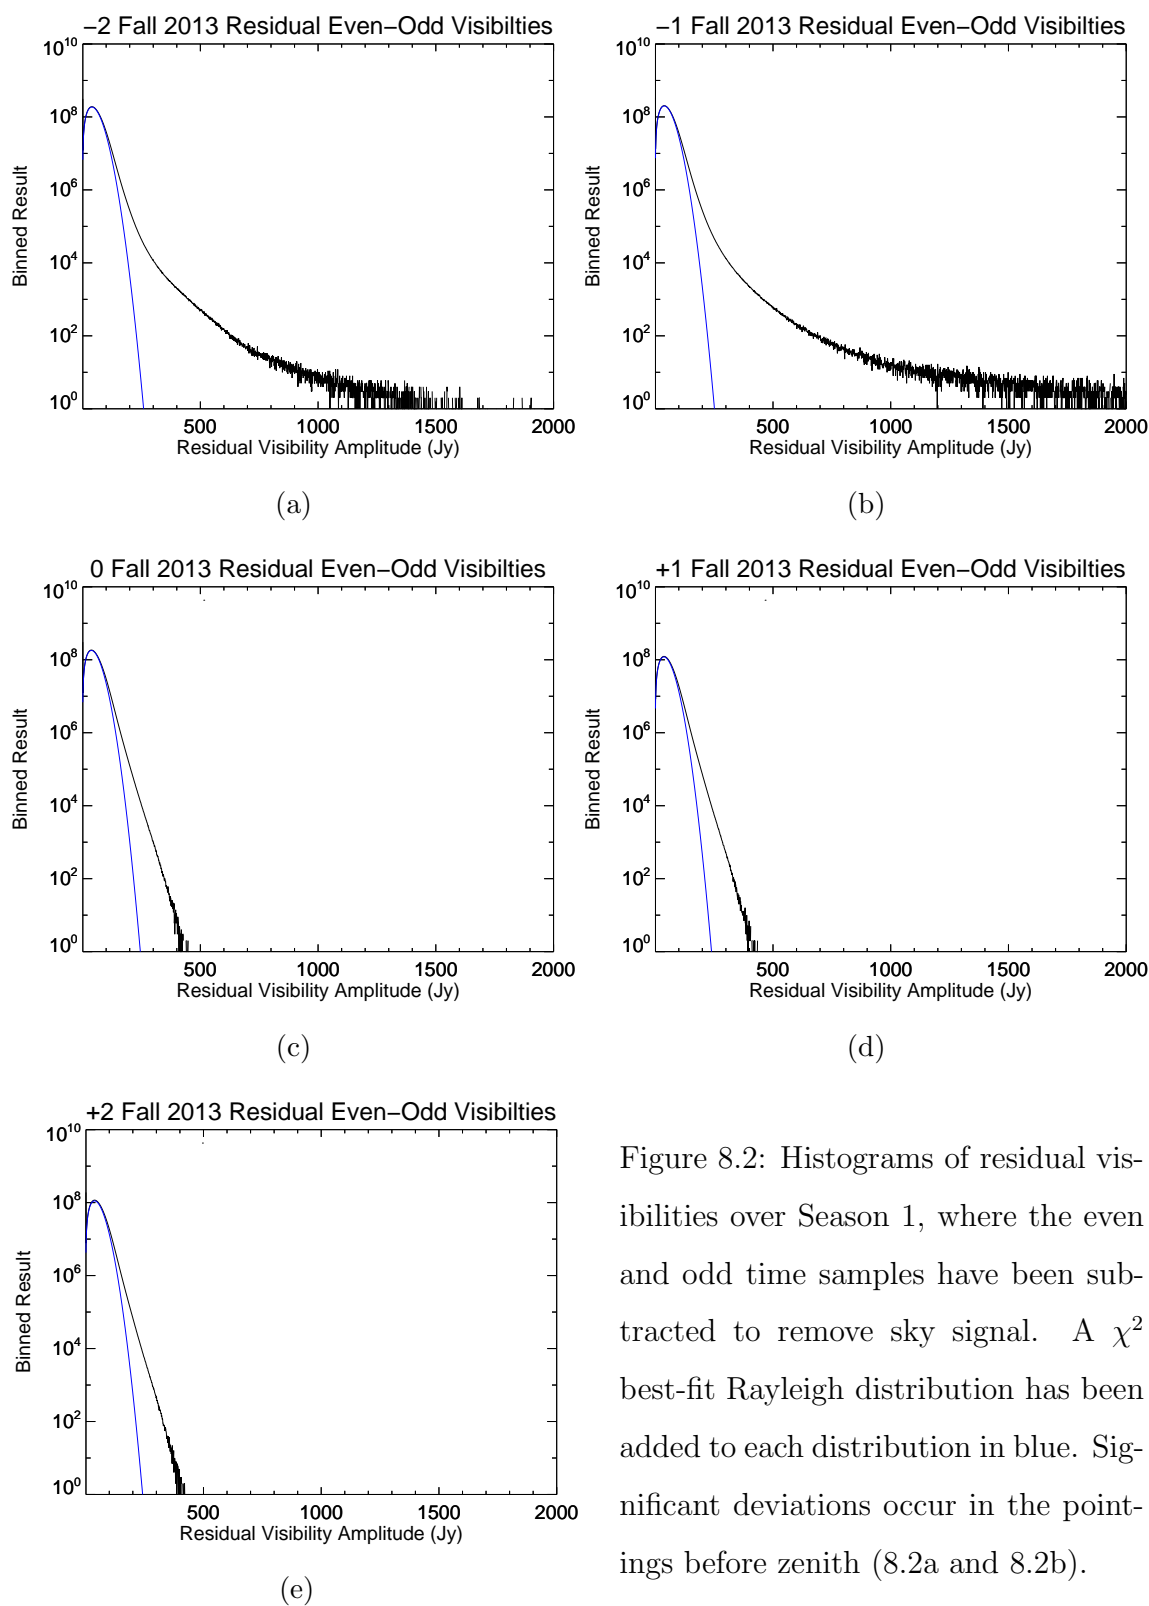 −2 Fall 2013 Residual Even−Odd Visibilties
10^10
10^8
10^6
10^4
10^2
10^0
Binned Result
500 1000 1500 2000
Residual Visibility Amplitude (Jy)
(a)
−1 Fall 2013 Residual Even−Odd Visibilties
10^10
10^8
10^6
10^4
10^2
10^0
Binned Result
500 1000 1500 2000
Residual Visibility Amplitude (Jy)
(b)
0 Fall 2013 Residual Even−Odd Visibilties
10^10
10^8
10^6
10^4
10^2
10^0
Binned Result
500 1000 1500 2000
Residual Visibility Amplitude (Jy)
(c)
+1 Fall 2013 Residual Even−Odd Visibilties
10^10
10^8
10^6
10^4
10^2
10^0
Binned Result
500 1000 1500 2000
Residual Visibility Amplitude (Jy)
(d)
+2 Fall 2013 Residual Even−Odd Visibilties
10^10
10^8
10^6
10^4
10^2
10^0
Binned Result
500 1000 1500 2000
Residual Visibility Amplitude (Jy)
(e)
Figure 8.2: Histograms of residual vis-
ibilities over Season 1, where the even
and odd time samples have been sub-
tracted to remove sky signal. A χ²
best-fit Rayleigh distribution has been
added to each distribution in blue. Sig-
nificant deviations occur in the point-
ings before zenith (8.2a and 8.2b).